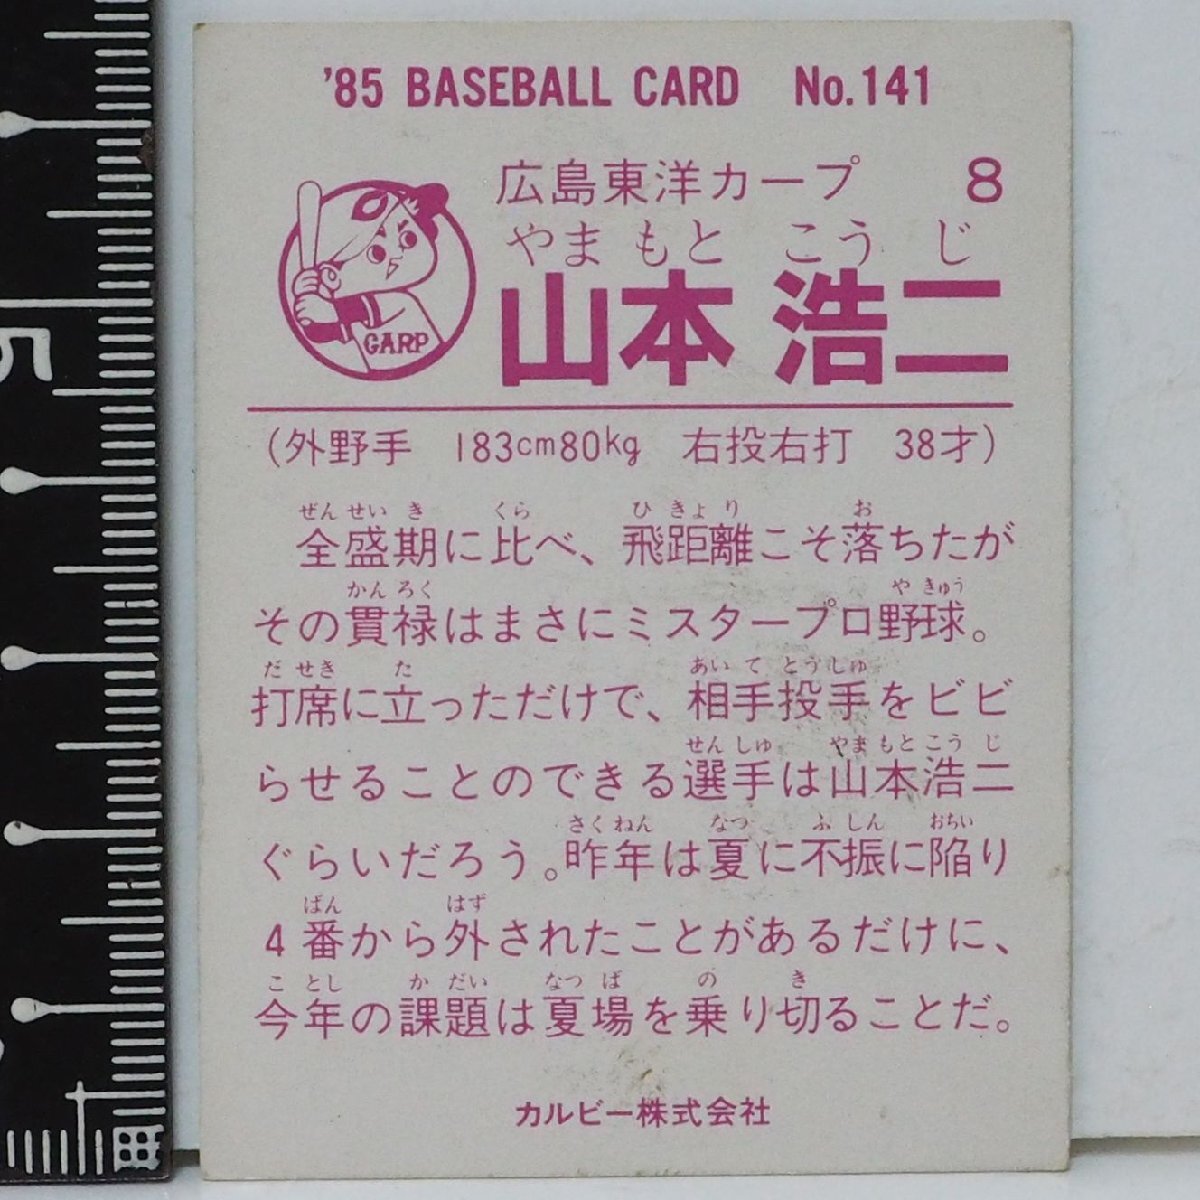 '85 BASEBALL CARD No.141
広島東洋カープ 8
やま もと こう じ
山本 浩二
CARP
(外野手 183cm80kg 右投右打 38才)
ぜんせいき くら ひきょり お
全盛期に比べ、飛距離こそ落ちたが
かんろく やきゅう
その貫禄はまさにミスタープロ野球。
だせき た あいてとうしゅ
打席に立っただけで、相手投手をビビ
せんしゅ やまもとこうじ
らせることのできる選手は山本浩二
さくねん なつ ふしん おちい
ぐらいだろう。昨年は夏に不振に陥り
ばん はず
4番から外されたことがあるだけに、
ことし かだい なつば の き
今年の課題は夏場を乗り切ることだ。
カルビー株式会社
5